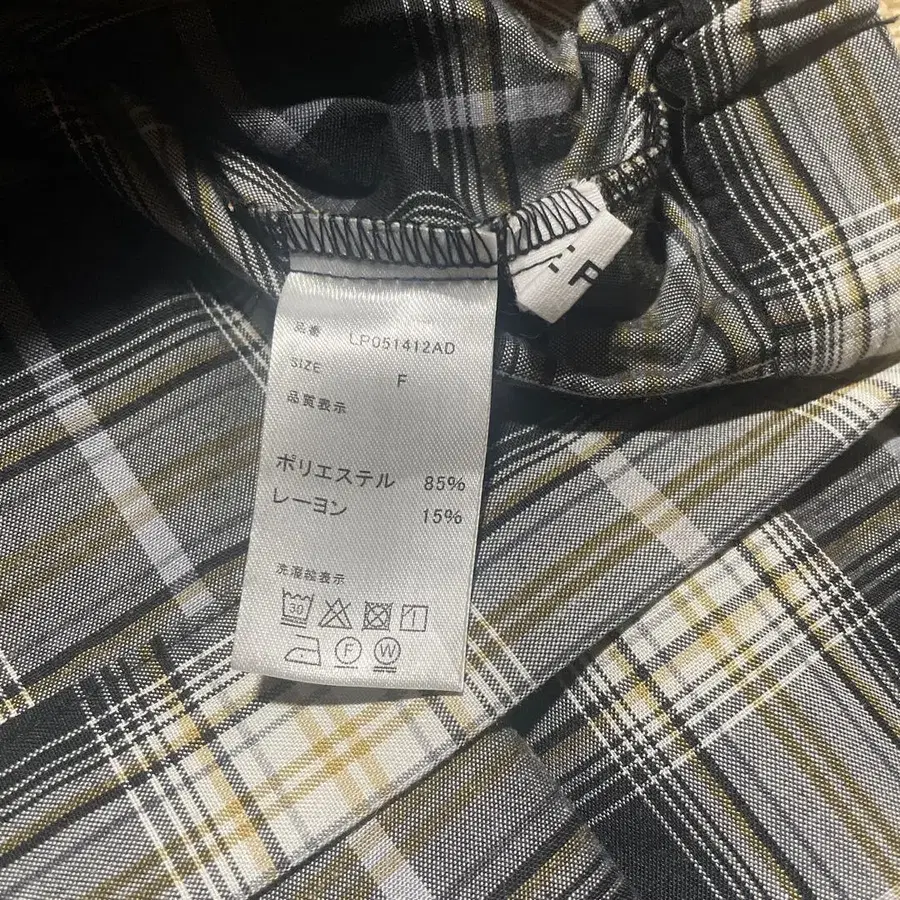 品番 LP051412AD
SIZE F
品質表示
ポリエステル 85%
レーヨン 15%
洗濯絵表示
30
F W